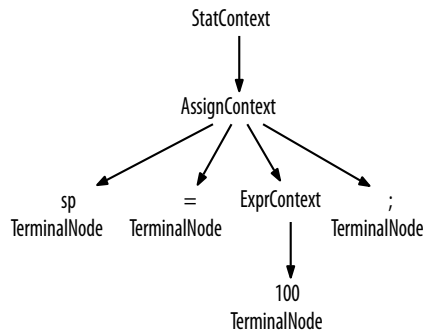 StatContext
AssignContext
sp
TerminalNode
=
TerminalNode
ExprContext
;
TerminalNode
100
TerminalNode